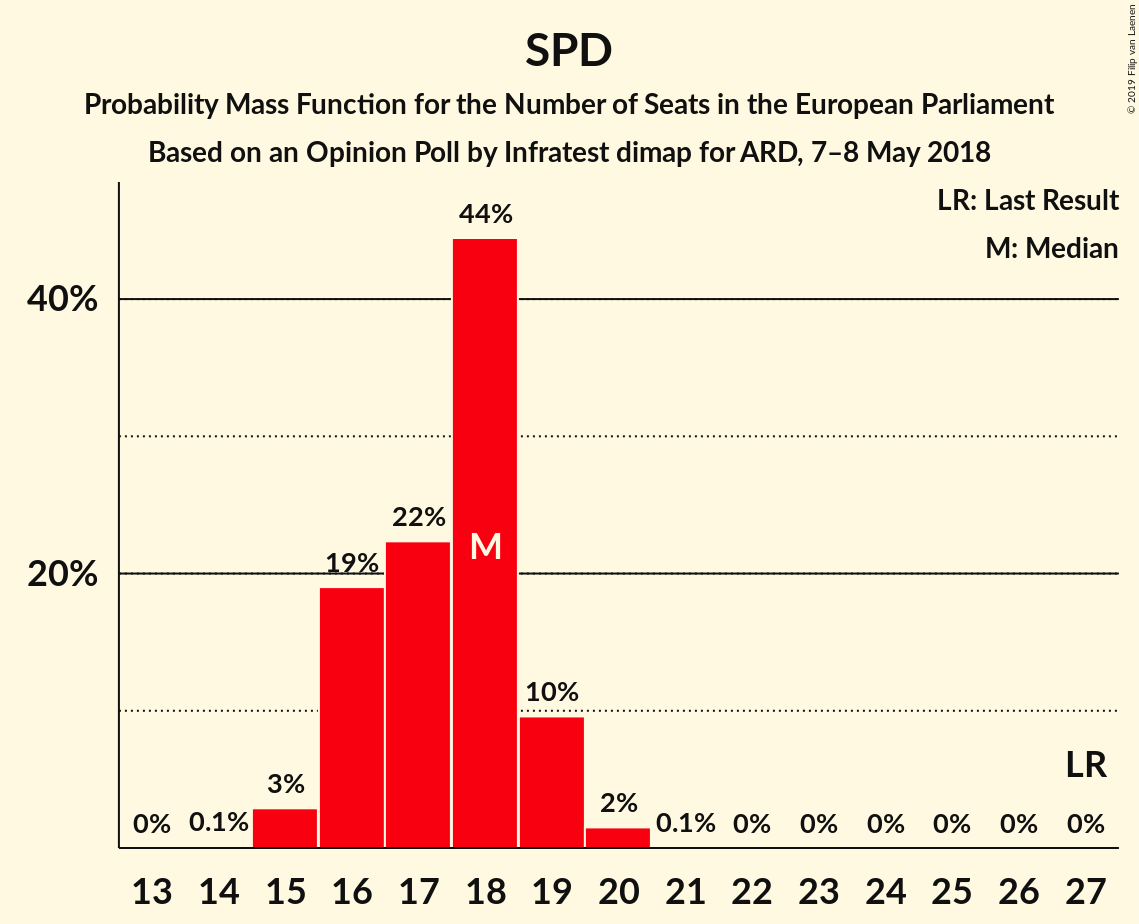 SPD
Probability Mass Function for the Number of Seats in the European Parliament
Based on an Opinion Poll by Infratest dimap for ARD, 7–8 May 2018
© 2019 Filip van Laenen
LR: Last Result
M: Median
40%
20%
0%
0.1%
3%
19%
22%
44%
M
10%
2%
0.1%
0%
0%
0%
0%
0%
0%
LR
13 14 15 16 17 18 19 20 21 22 23 24 25 26 27